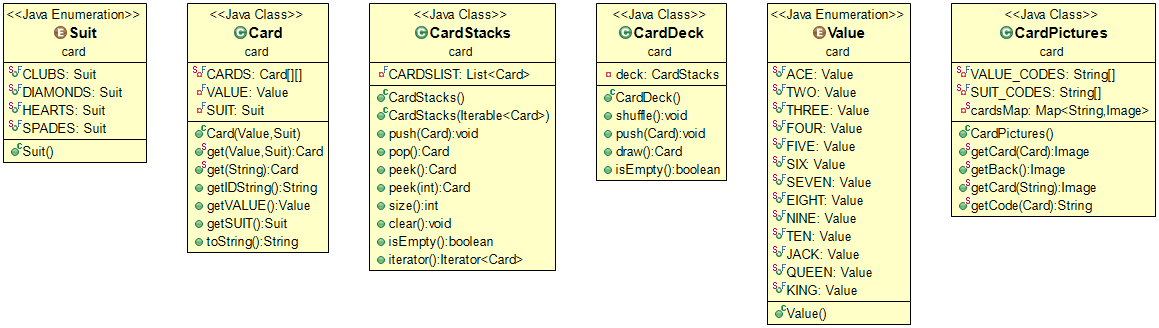 <<Java Enumeration>>
Suit
card
CLUBS: Suit
DIAMONDS: Suit
HEARTS: Suit
SPADES: Suit
Suit()
<<Java Class>>
Card
card
CARDS: Card[][]
VALUE: Value
SUIT: Suit
Card(Value,Suit)
get(Value,Suit):Card
get(String):Card
getIDString():String
getVALUE():Value
getSUIT():Suit
toString():String
<<Java Class>>
CardStacks
card
CARDSLIST: List<Card>
CardStacks()
CardStacks(Iterable<Card>)
push(Card):void
pop():Card
peek():Card
peek(int):Card
size():int
clear():void
isEmpty():boolean
iterator():Iterator<Card>
<<Java Class>>
CardDeck
card
deck: CardStacks
CardDeck()
shuffle():void
push(Card):void
draw():Card
isEmpty():boolean
<<Java Enumeration>>
Value
card
ACE: Value
TWO: Value
THREE: Value
FOUR: Value
FIVE: Value
SIX: Value
SEVEN: Value
EIGHT: Value
NINE: Value
TEN: Value
JACK: Value
QUEEN: Value
KING: Value
Value()
<<Java Class>>
CardPictures
card
VALUE_CODES: String[]
SUIT_CODES: String[]
cardsMap: Map<String,Image>
CardPictures()
getCard(Card):Image
getBack():Image
getCard(String):Image
getCode(Card):String